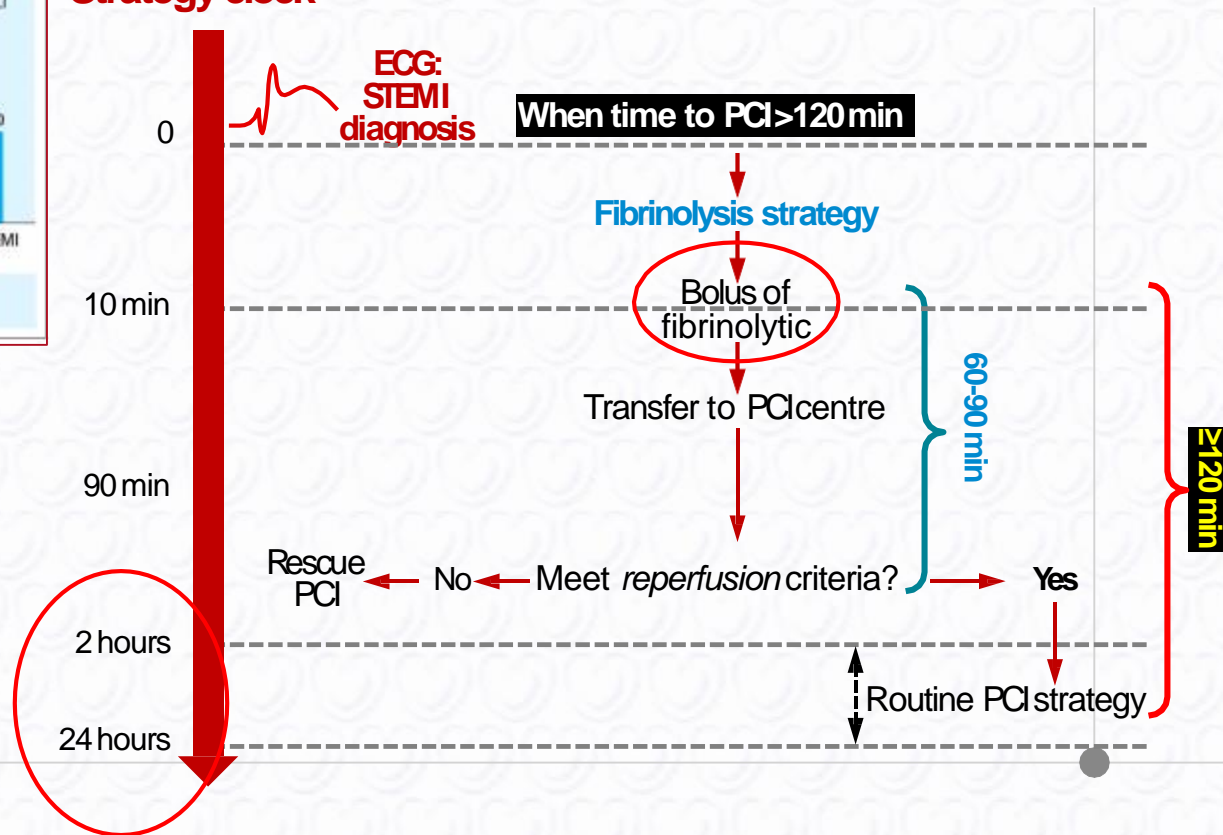 Strategy clock
ECG:
STEMI
diagnosis
0
When time to PCI>120 min
Fibrinolysis strategy
10 min
Bolus of
fibrinolytic
Transfer to PCI centre
60-90 min
≥120 min
90 min
Rescue
PCI
No
Meet reperfusion criteria?
Yes
2 hours
Routine PCI strategy
24 hours